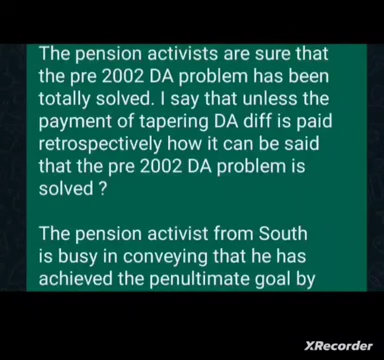 The pension activists are sure that
the pre 2002 DA problem has been
totally solved. I say that unless the
payment of tapering DA diff is paid
retrospectively how it can be said
that the pre 2002 DA problem is
solved ?
The pension activist from South
is busy in conveying that he has
achieved the penultimate goal by
XRecorder